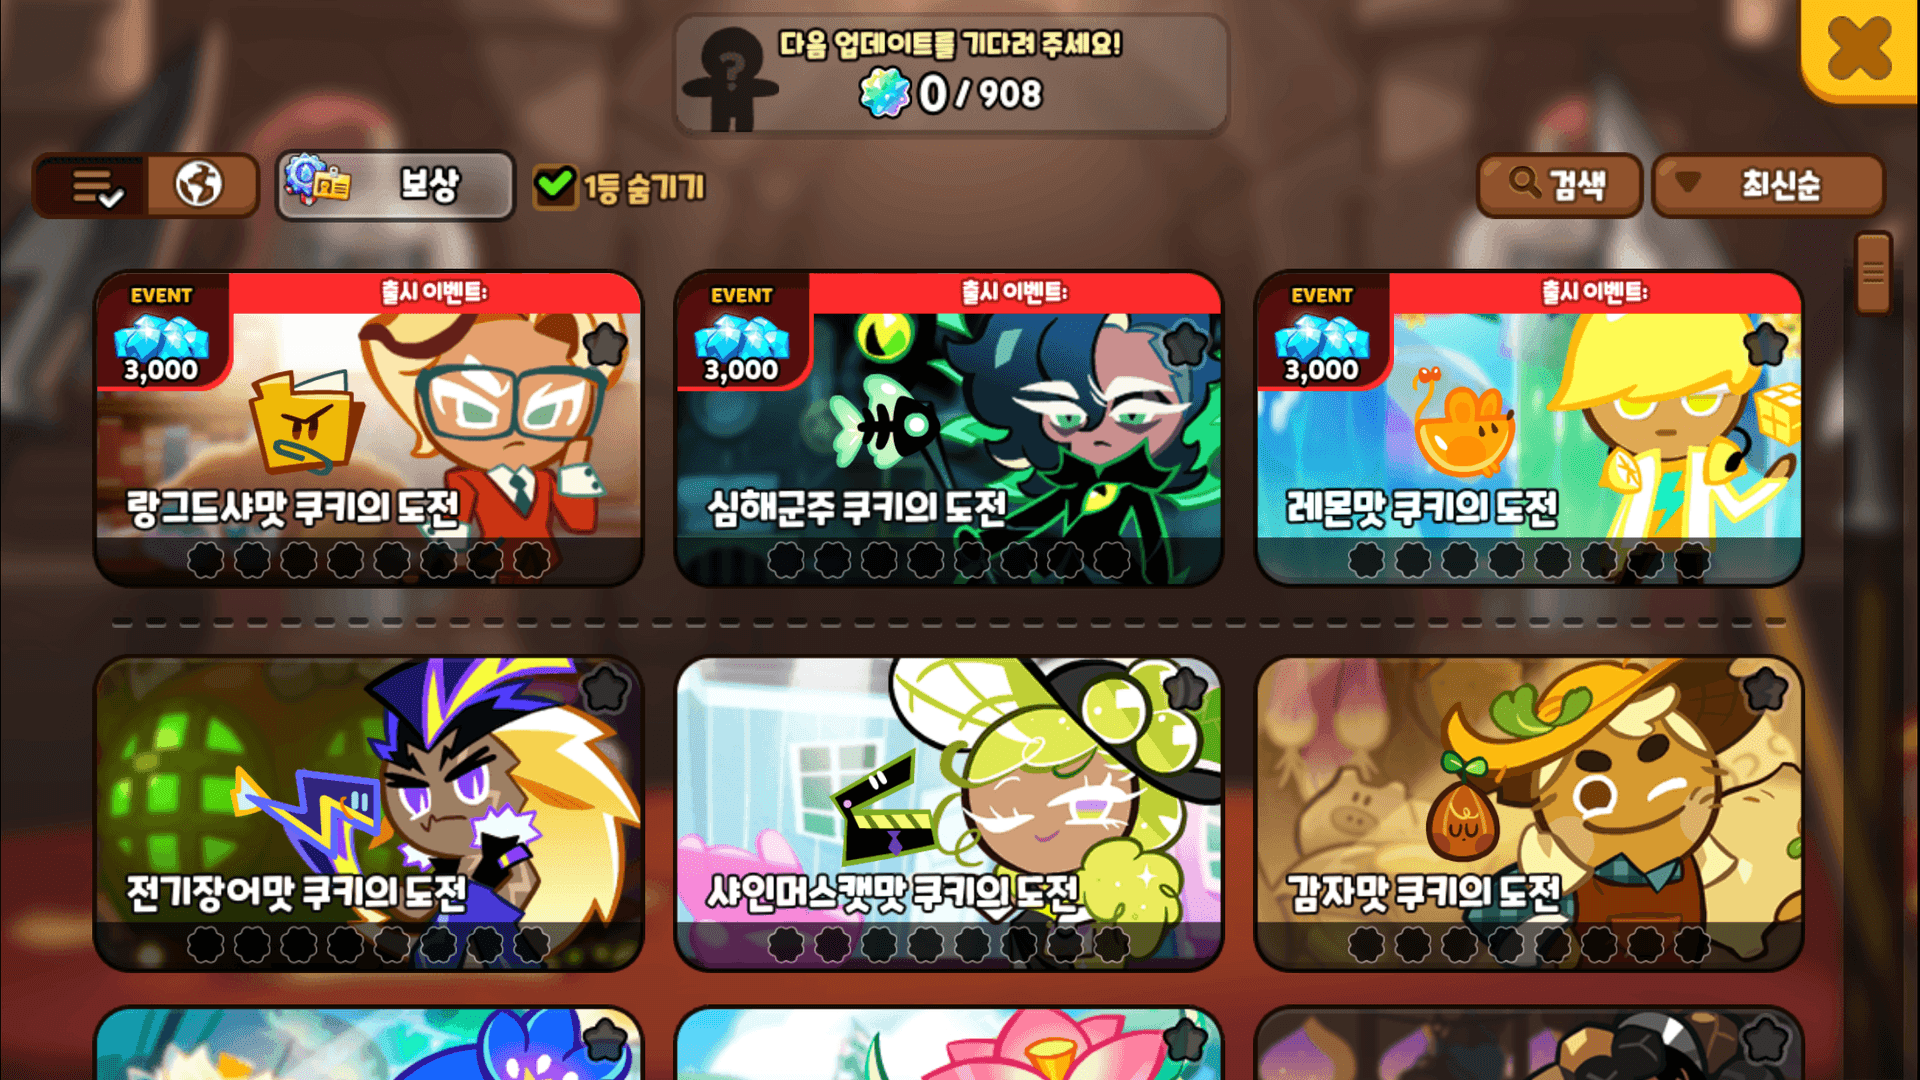 다음 업데이트를 기다려 주세요!
0 / 908
보상
1등 숨기기
검색
최신순
EVENT
3,000
출시 이벤트:
랑그드샤맛 쿠키의 도전
EVENT
3,000
출시 이벤트:
심해군주 쿠키의 도전
EVENT
3,000
출시 이벤트:
레몬맛 쿠키의 도전
전기장어맛 쿠키의 도전
샤인머스캣맛 쿠키의 도전
감자맛 쿠키의 도전